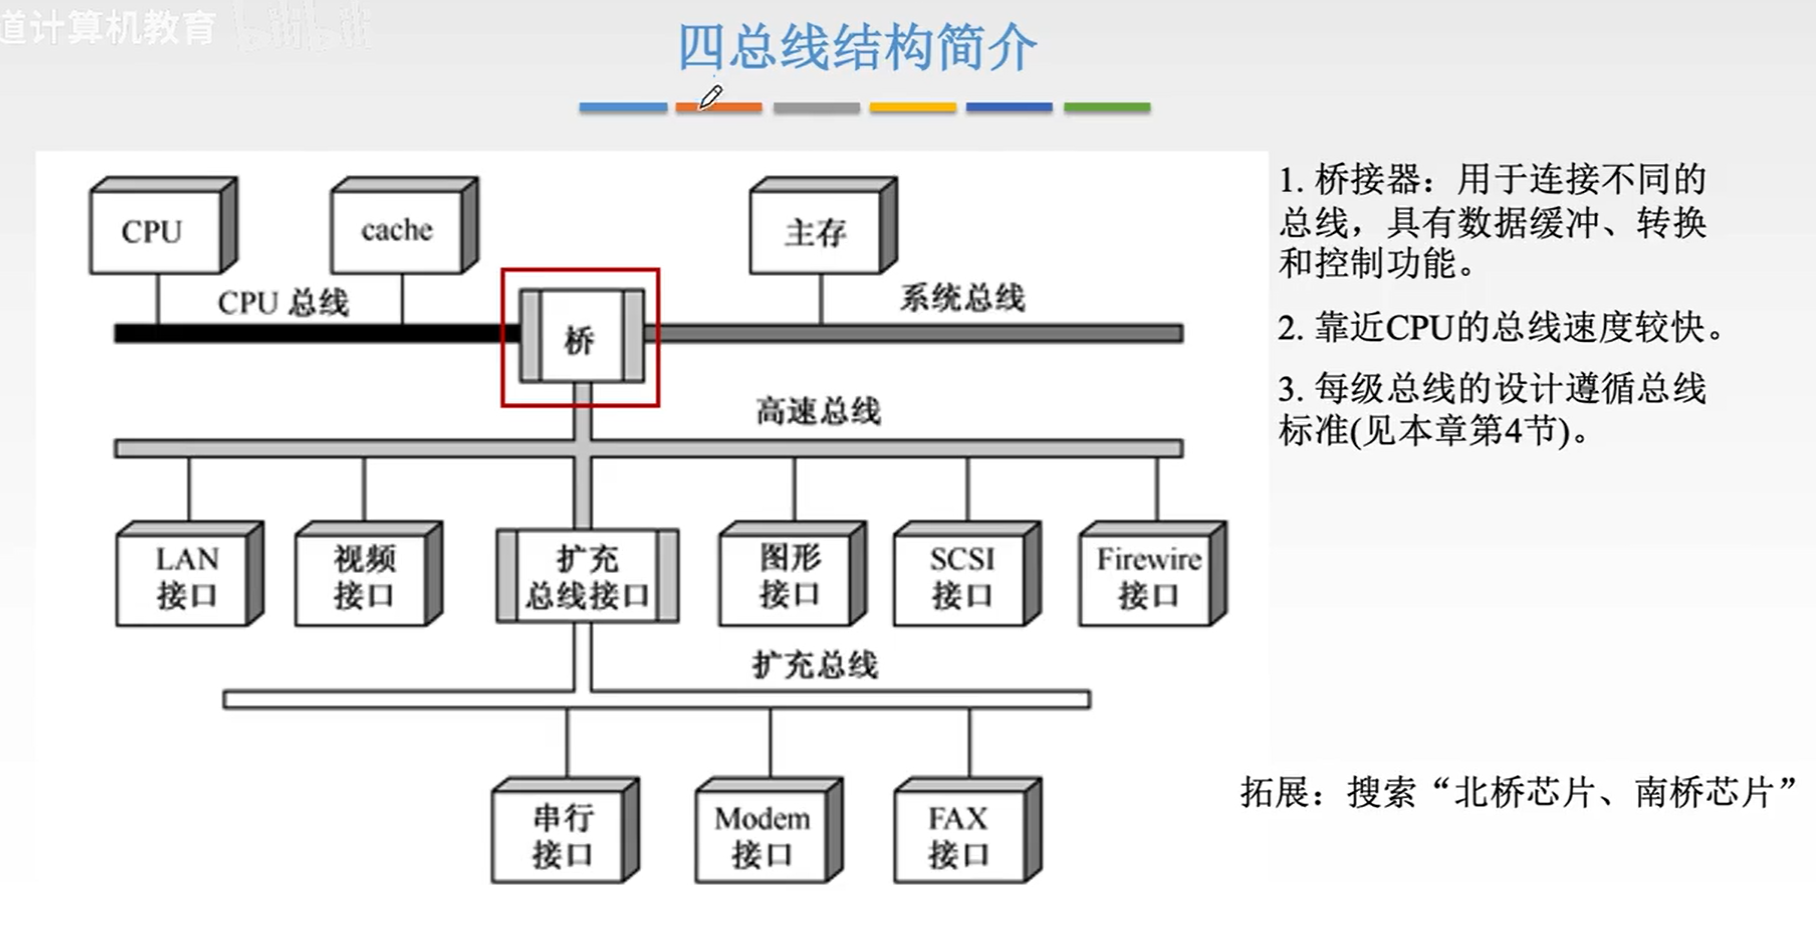 道计算机教育 bilibili
四总线结构简介
CPU
cache
主存
CPU 总线
桥
系统总线
高速总线
LAN
接口
视频
接口
扩充
总线接口
图形
接口
SCSI
接口
Firewire
接口
扩充总线
串行
接口
Modem
接口
FAX
接口
1. 桥接器：用于连接不同的
总线，具有数据缓冲、转换
和控制功能。
2. 靠近CPU的总线速度较快。
3. 每级总线的设计遵循总线
标准(见本章第4节)。
拓展：搜索“北桥芯片、南桥芯片”